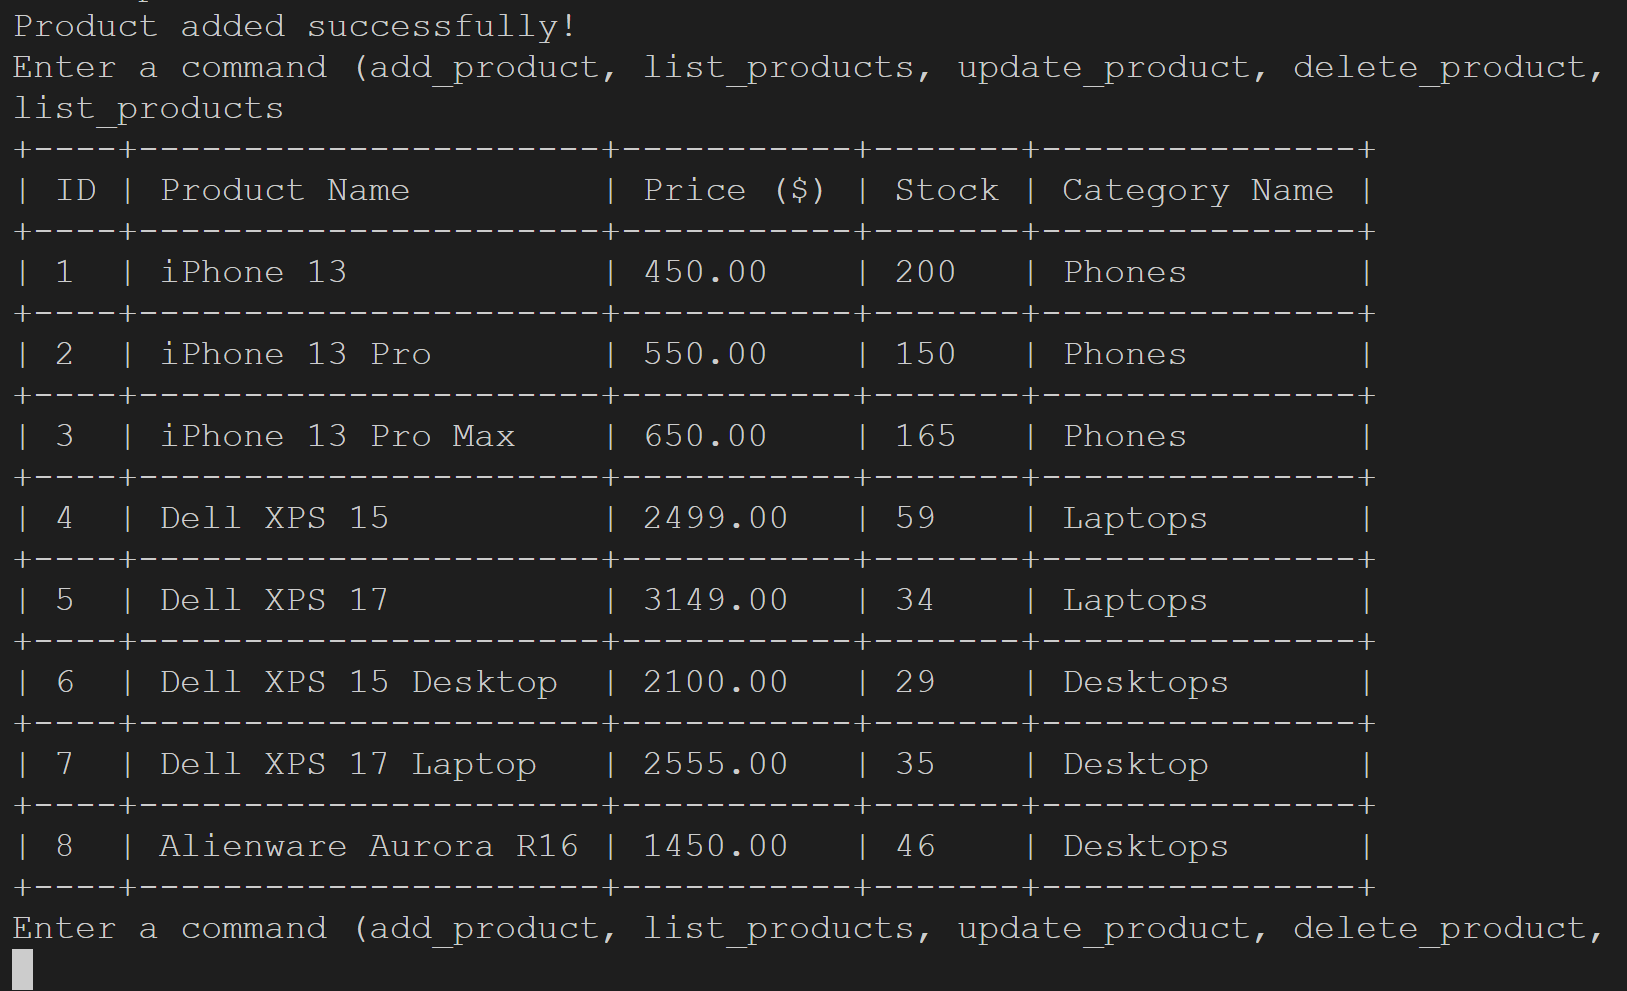 Product added successfully!
Enter a command (add_product, list_products, update_product, delete_product,
list_products
+----+----------------------+-----------+-------+---------------+
| ID | Product Name         | Price ($) | Stock | Category Name |
+----+----------------------+-----------+-------+---------------+
| 1  | iPhone 13            | 450.00    | 200   | Phones        |
+----+----------------------+-----------+-------+---------------+
| 2  | iPhone 13 Pro        | 550.00    | 150   | Phones        |
+----+----------------------+-----------+-------+---------------+
| 3  | iPhone 13 Pro Max    | 650.00    | 165   | Phones        |
+----+----------------------+-----------+-------+---------------+
| 4  | Dell XPS 15          | 2499.00   | 59    | Laptops       |
+----+----------------------+-----------+-------+---------------+
| 5  | Dell XPS 17          | 3149.00   | 34    | Laptops       |
+----+----------------------+-----------+-------+---------------+
| 6  | Dell XPS 15 Desktop  | 2100.00   | 29    | Desktops      |
+----+----------------------+-----------+-------+---------------+
| 7  | Dell XPS 17 Laptop   | 2555.00   | 35    | Desktop       |
+----+----------------------+-----------+-------+---------------+
| 8  | Alienware Aurora R16 | 1450.00   | 46    | Desktops      |
+----+----------------------+-----------+-------+---------------+
Enter a command (add_product, list_products, update_product, delete_product,